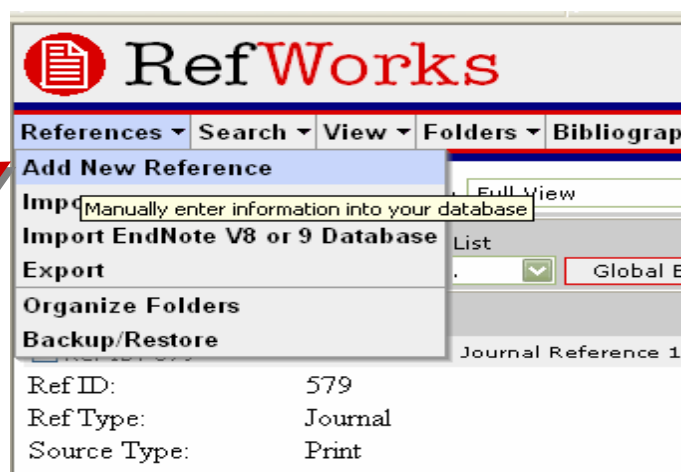 RefWorks
References Search View Folders Bibliograp
Add New Reference
Full View
Manually enter information into your database
Import EndNote V8 or 9 Database
List
Export
Global E
Organize Folders
Backup/Restore
Journal Reference 1
Ref ID:
579
Ref Type:
Journal
Source Type:
Print